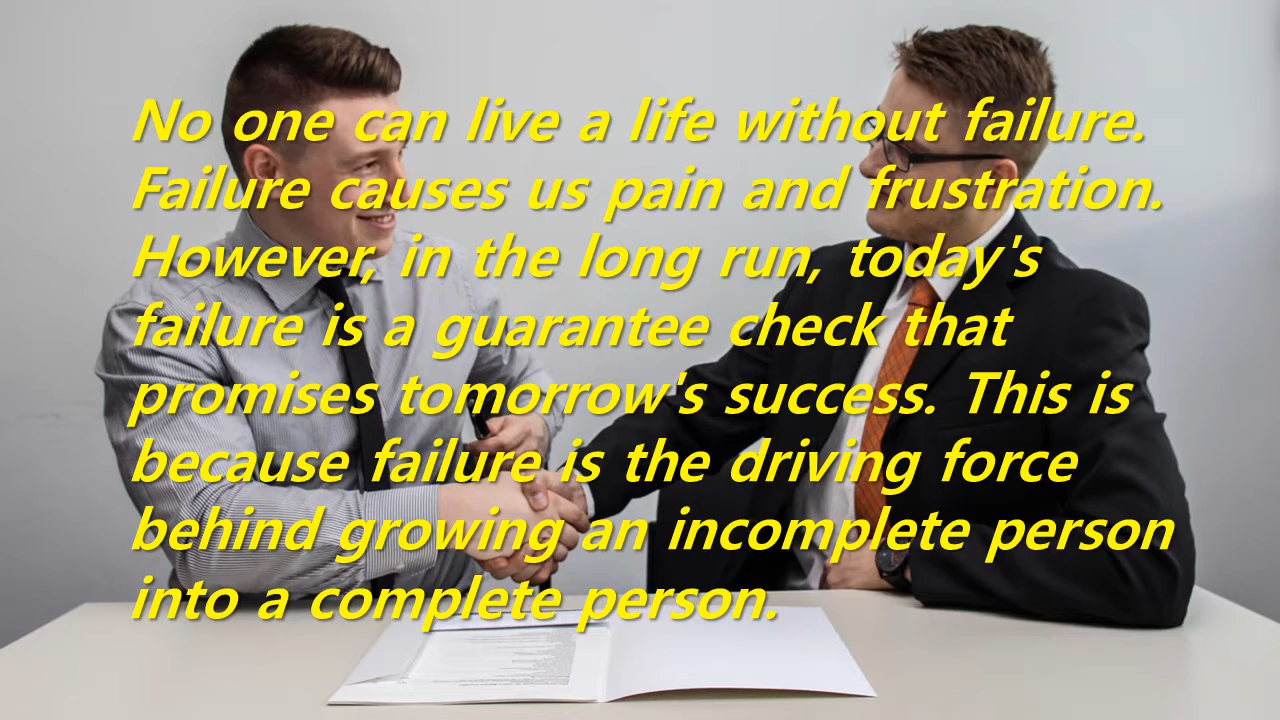 No one can live a life without failure.
Failure causes us pain and frustration.
However, in the long run, today's
failure is a guarantee check that
promises tomorrow's success. This is
because failure is the driving force
behind growing an incomplete person
into a complete person.